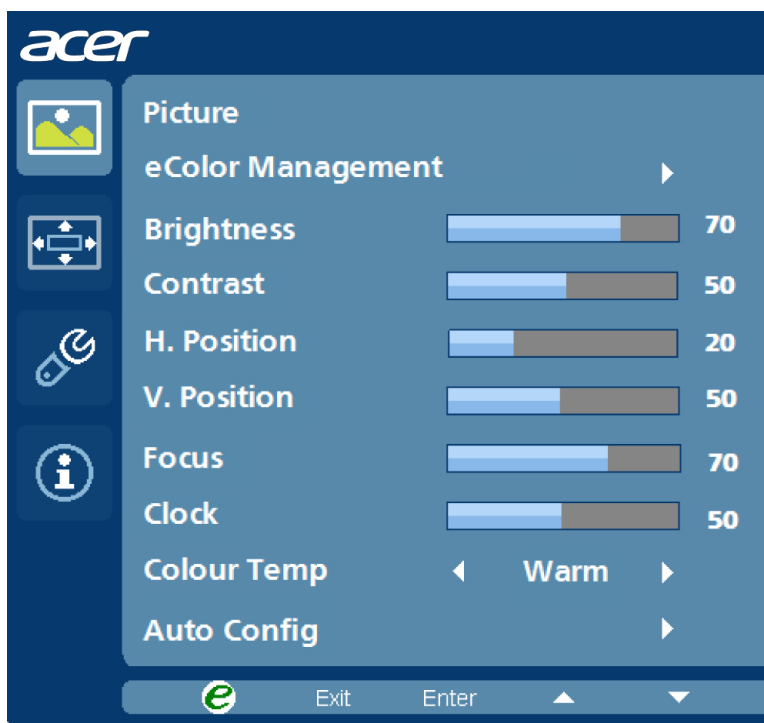 acer
Picture
eColor Management
Brightness 70
Contrast 50
H. Position 20
V. Position 50
Focus 70
Clock 50
Colour Temp Warm
Auto Config
e Exit Enter